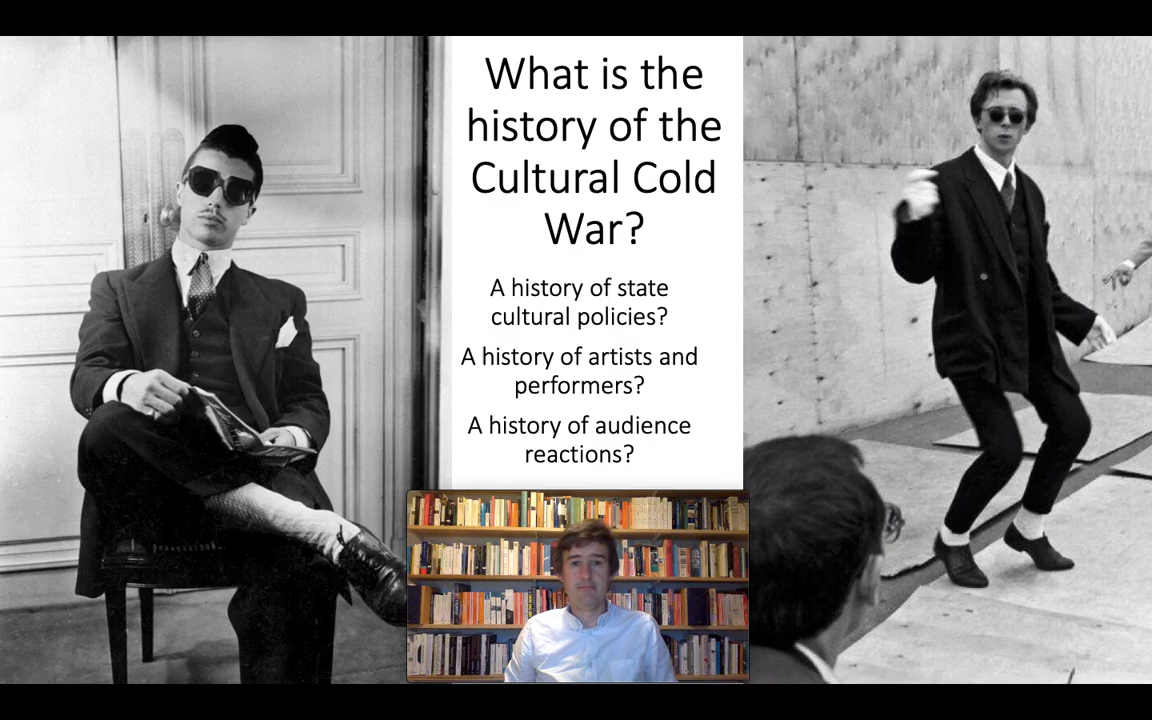 What is the
history of the
Cultural Cold
War?
A history of state
cultural policies?
A history of artists and
performers?
A history of audience
reactions?